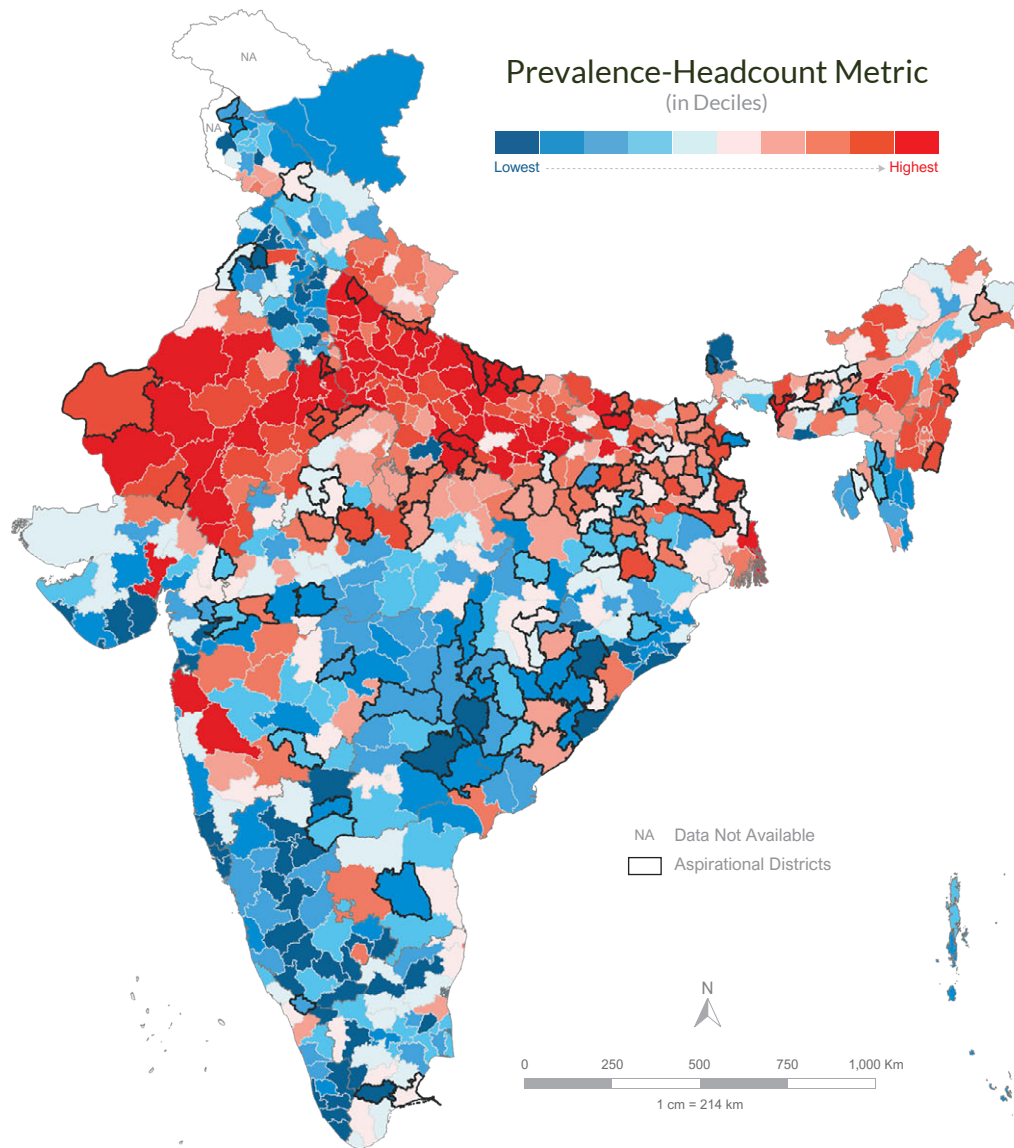 NA
Prevalence-Headcount Metric
(in Deciles)
NA
Lowest
Highest
NA Data Not Available
Aspirational Districts
N
0 250 500 750 1,000 Km
1 cm = 214 km